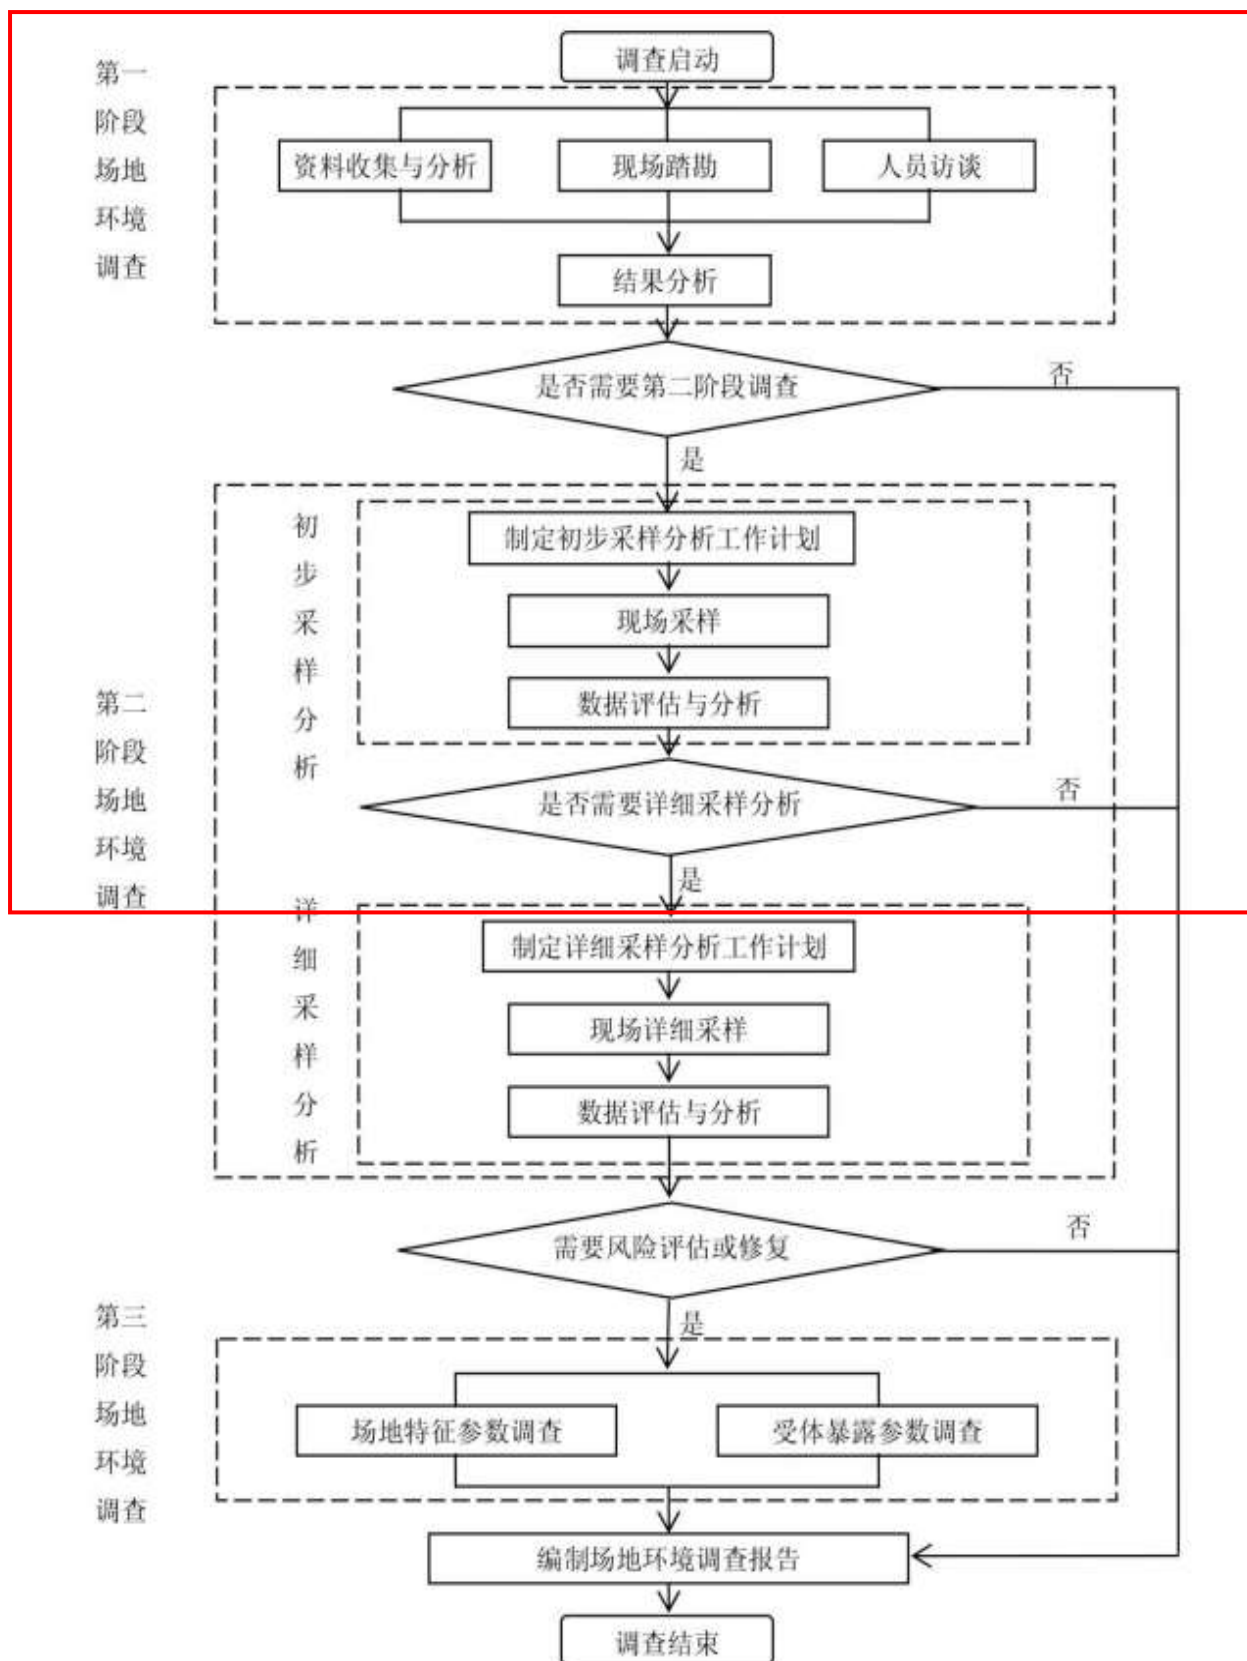 调查启动
第一
阶段
场地
环境
调查
资料收集与分析
现场踏勘
人员访谈
结果分析
是否需要第二阶段调查
否
是
第二
阶段
场地
环境
调查
初
步
采
样
分
析
制定初步采样分析工作计划
现场采样
数据评估与分析
是否需要详细采样分析
否
是
详
细
采
样
分
析
制定详细采样分析工作计划
现场详细采样
数据评估与分析
需要风险评估或修复
否
是
第三
阶段
场地
环境
调查
场地特征参数调查
受体暴露参数调查
编制场地环境调查报告
调查结束